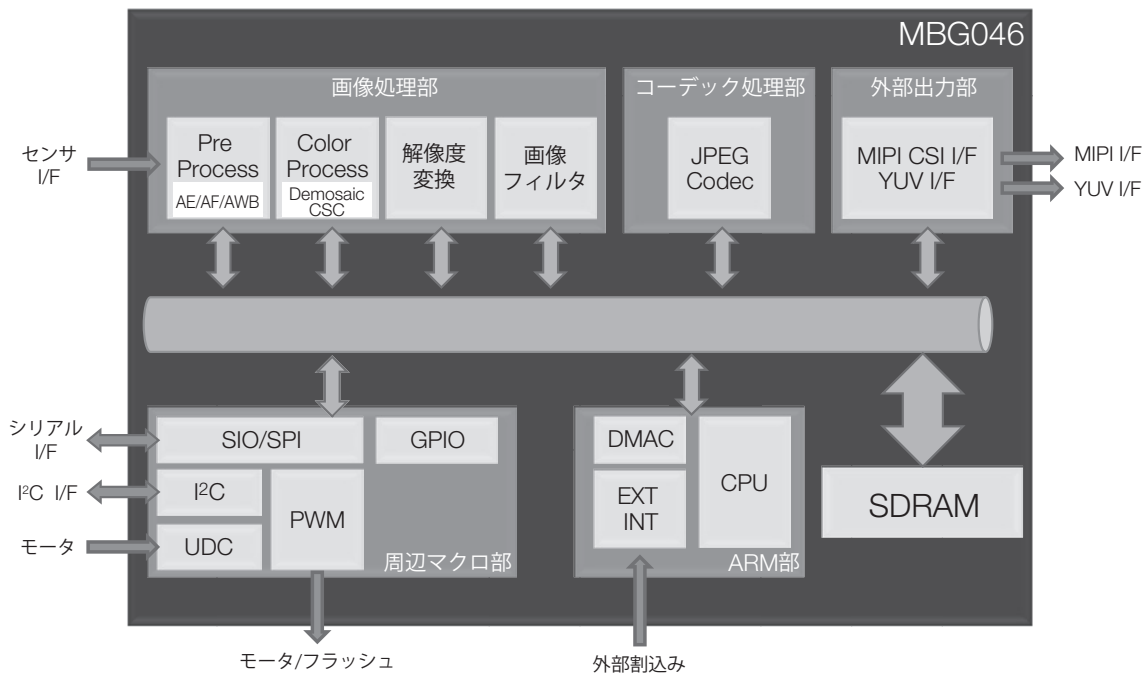 MBG046
画像処理部
コーデック処理部
外部出力部
センサ
I/F
Pre
Process
AE/AF/AWB
Color
Process
Demosaic
CSC
解像度
変換
画像
フィルタ
JPEG
Codec
MIPI CSI I/F
YUV I/F
MIPI I/F
YUV I/F
シリアル
I/F
I²C I/F
モータ
SIO/SPI
GPIO
I²C
PWM
UDC
周辺マクロ部
DMAC
EXT
INT
CPU
ARM部
SDRAM
モータ/フラッシュ
外部割込み